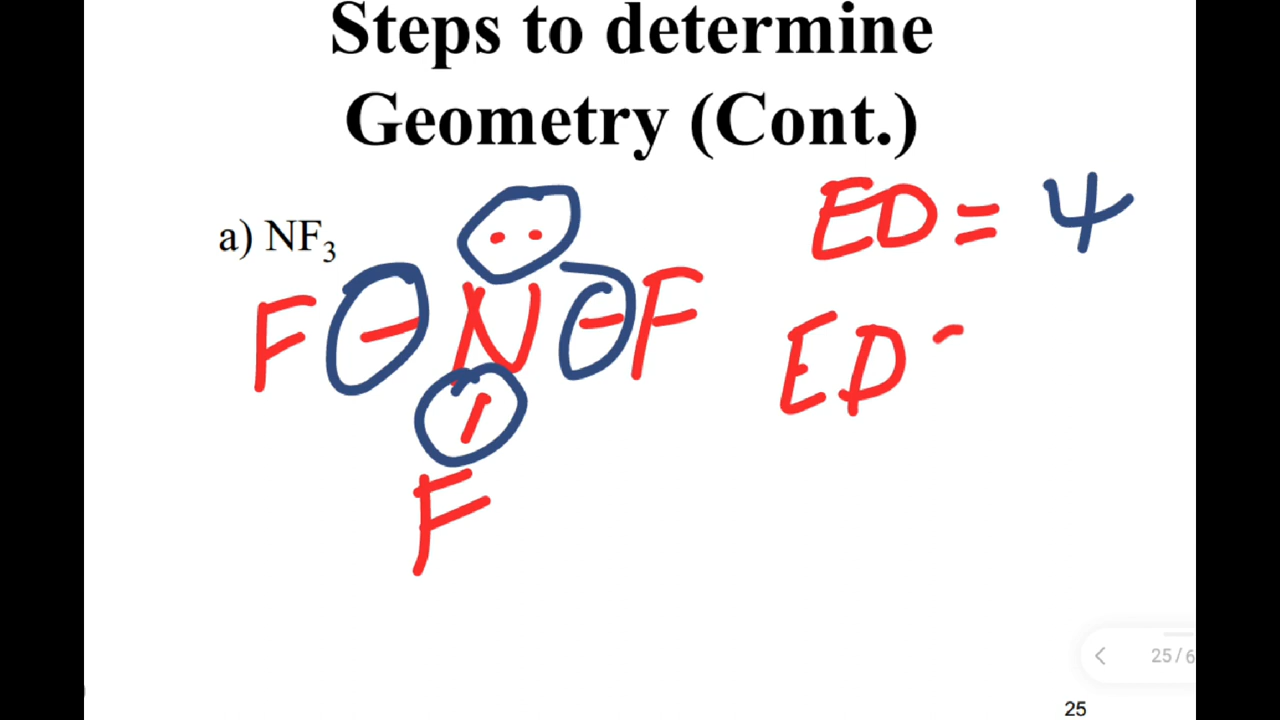 Steps to determine
Geometry (Cont.)
a) NF₃
ED = 4
··
F – N – F
ED -
|
F
25/6
25